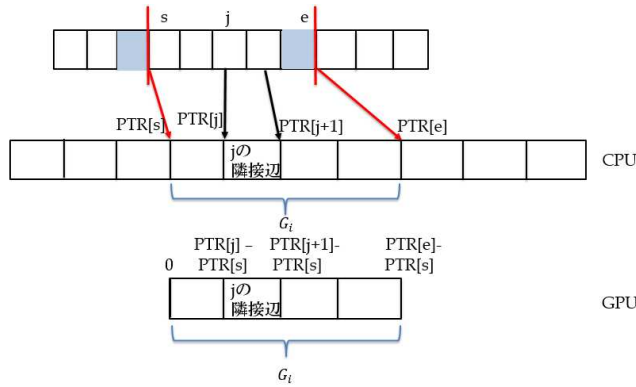 s j e
PTR[s] PTR[j] PTR[j+1] PTR[e]
jの
隣接辺
CPU
G_i
PTR[j] – PTR[j+1]- PTR[e]-
0 PTR[s] PTR[s] PTR[s]
jの
隣接辺
GPU
G_i